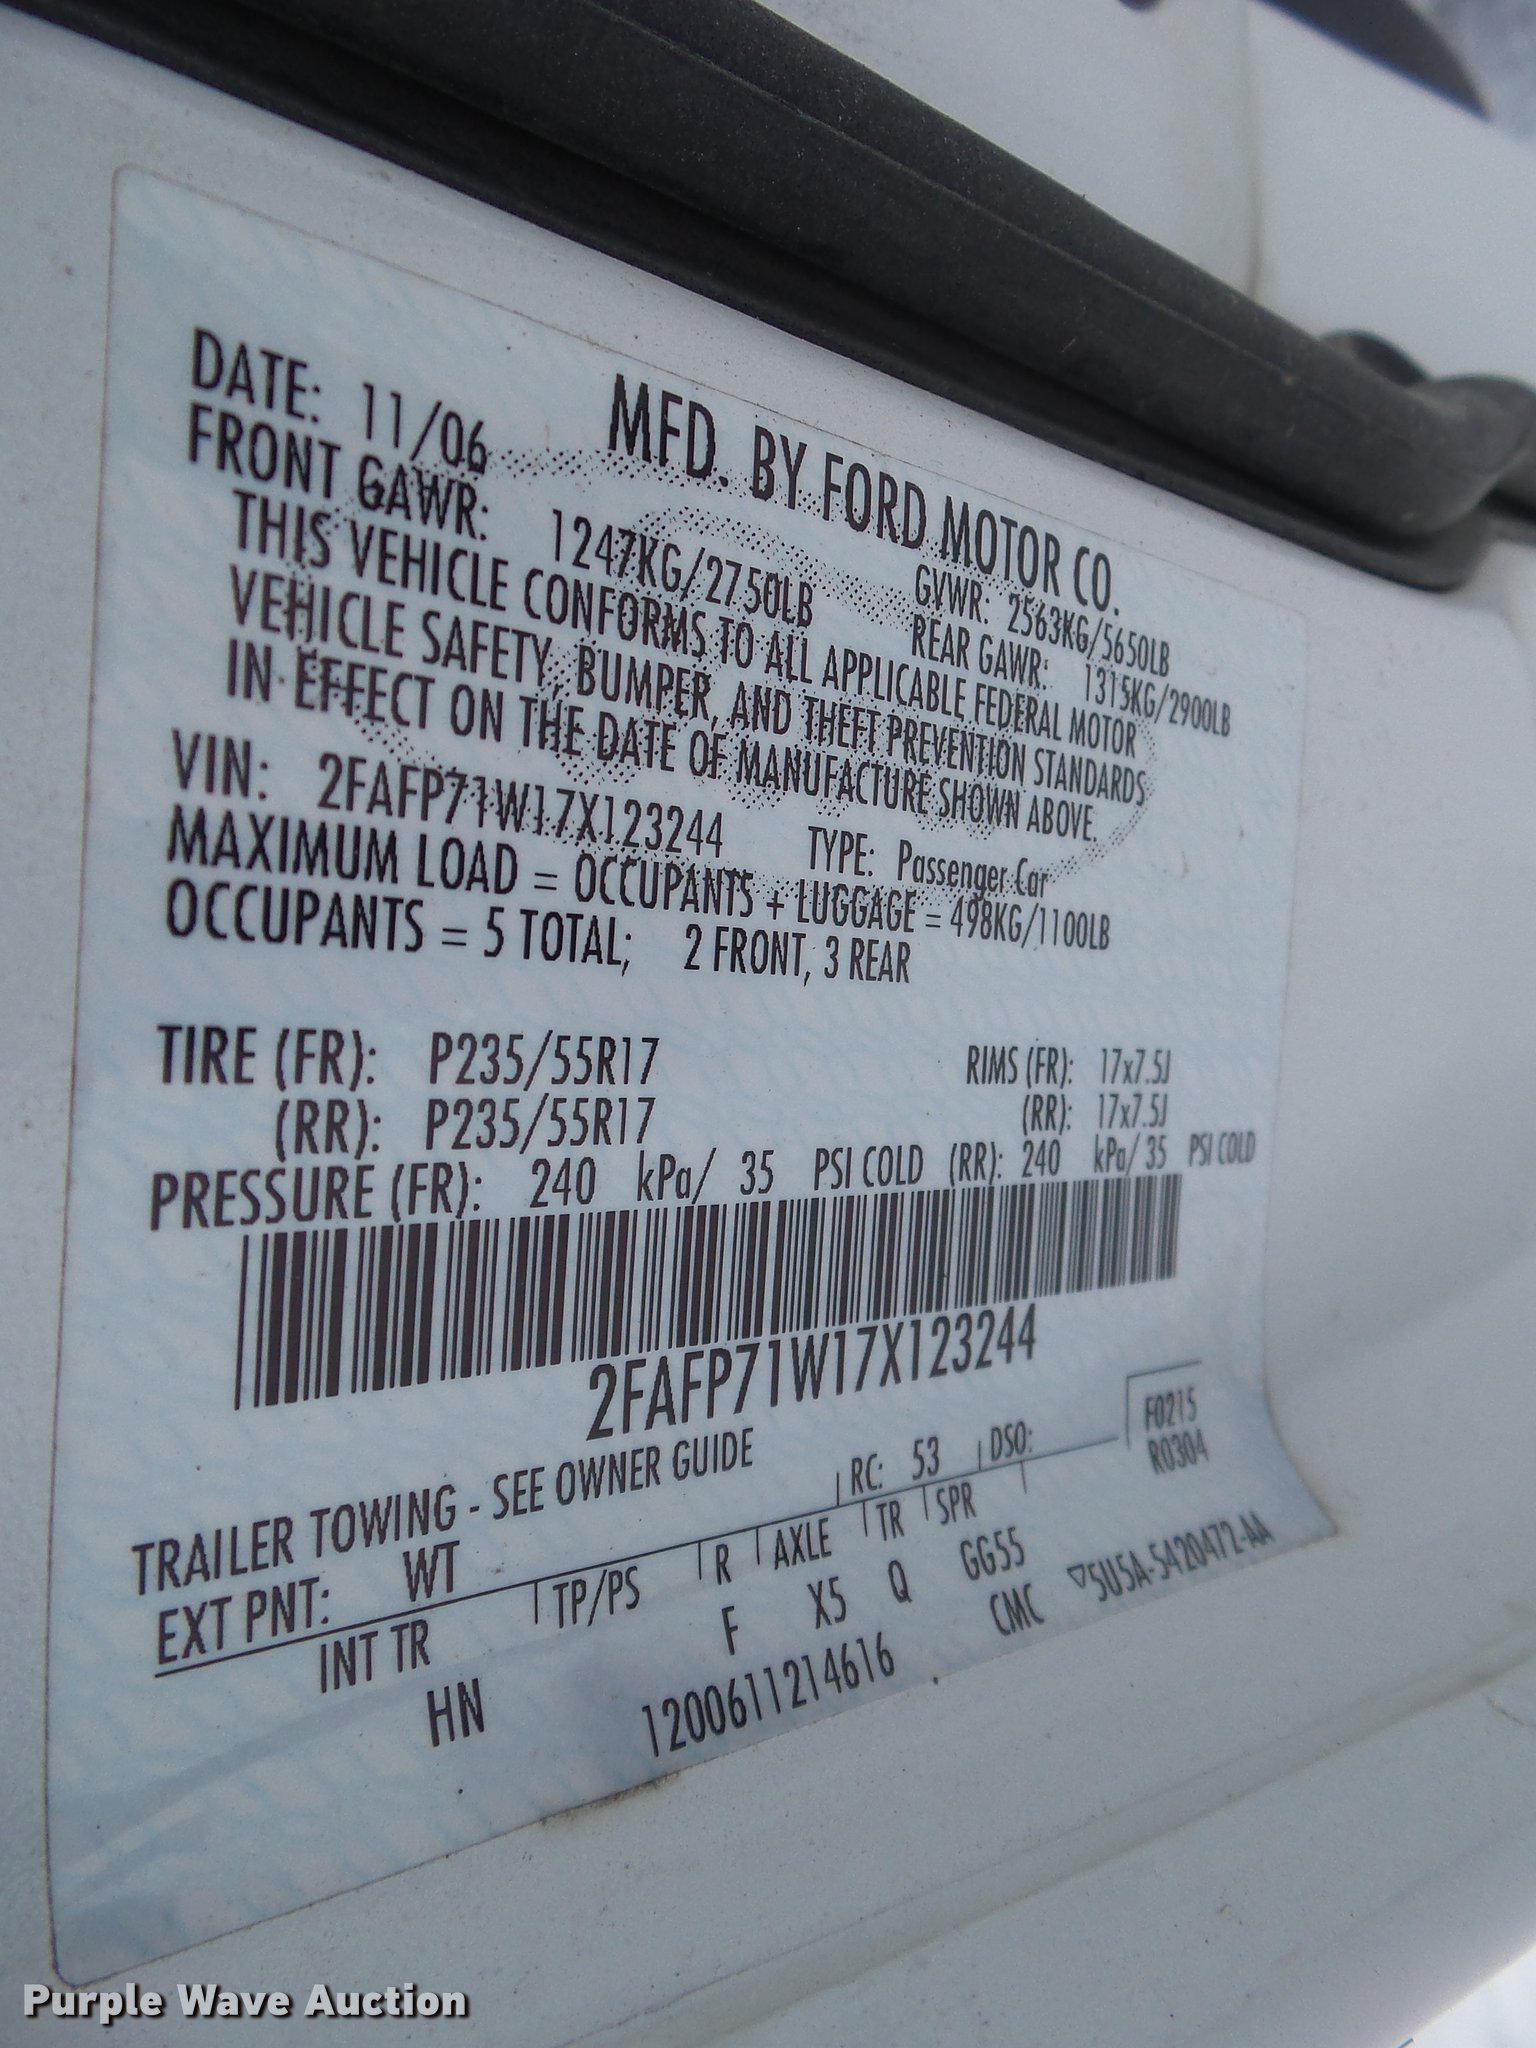 MFD. BY FORD MOTOR CO.
DATE: 11/06 GVWR: 2563KG/5650LB
FRONT GAWR: 1247KG/2750LB REAR GAWR: 1315KG/2900LB
THIS VEHICLE CONFORMS TO ALL APPLICABLE FEDERAL MOTOR
VEHICLE SAFETY, BUMPER, AND THEFT PREVENTION STANDARDS
IN EFFECT ON THE DATE OF MANUFACTURE SHOWN ABOVE.
VIN: 2FAFP71W17X123244 TYPE: Passenger Car
MAXIMUM LOAD = OCCUPANTS + LUGGAGE = 498KG/1100LB
OCCUPANTS = 5 TOTAL; 2 FRONT, 3 REAR
TIRE (FR): P235/55R17 RIMS (FR): 17x7.5J
(RR): P235/55R17 (RR): 17x7.5J
PRESSURE (FR): 240 kPa/ 35 PSI COLD (RR): 240 kPa/ 35 PSI COLD
2FAFP71W17X123244
TRAILER TOWING - SEE OWNER GUIDE
F0215
EXT PNT: WT RC: 53 DSO: R0304
INT TR TP/PS R AXLE TR SPR
HN F X5 Q GG55
1200611214616 CMC ▽5U5A-5420472-AA
Purple Wave Auction